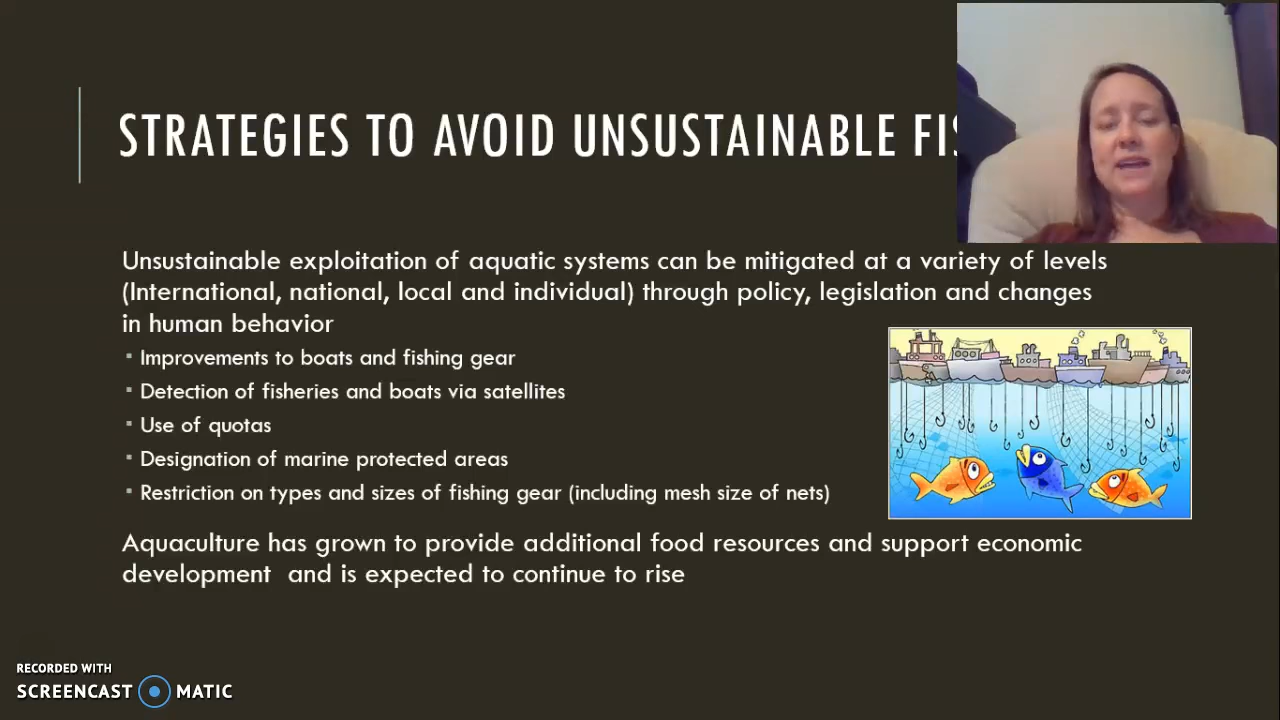 STRATEGIES TO AVOID UNSUSTAINABLE
Unsustainable exploitation of aquatic systems can be mitigated at a variety of levels
(International, national, local and individual) through policy, legislation and changes
in human behavior
▪ Improvements to boats and fishing gear
▪ Detection of fisheries and boats via satellites
▪ Use of quotas
▪ Designation of marine protected areas
▪ Restriction on types and sizes of fishing gear (including mesh size of nets)
Aquaculture has grown to provide additional food resources and support economic
development and is expected to continue to rise
RECORDED WITH
SCREENCAST MATIC